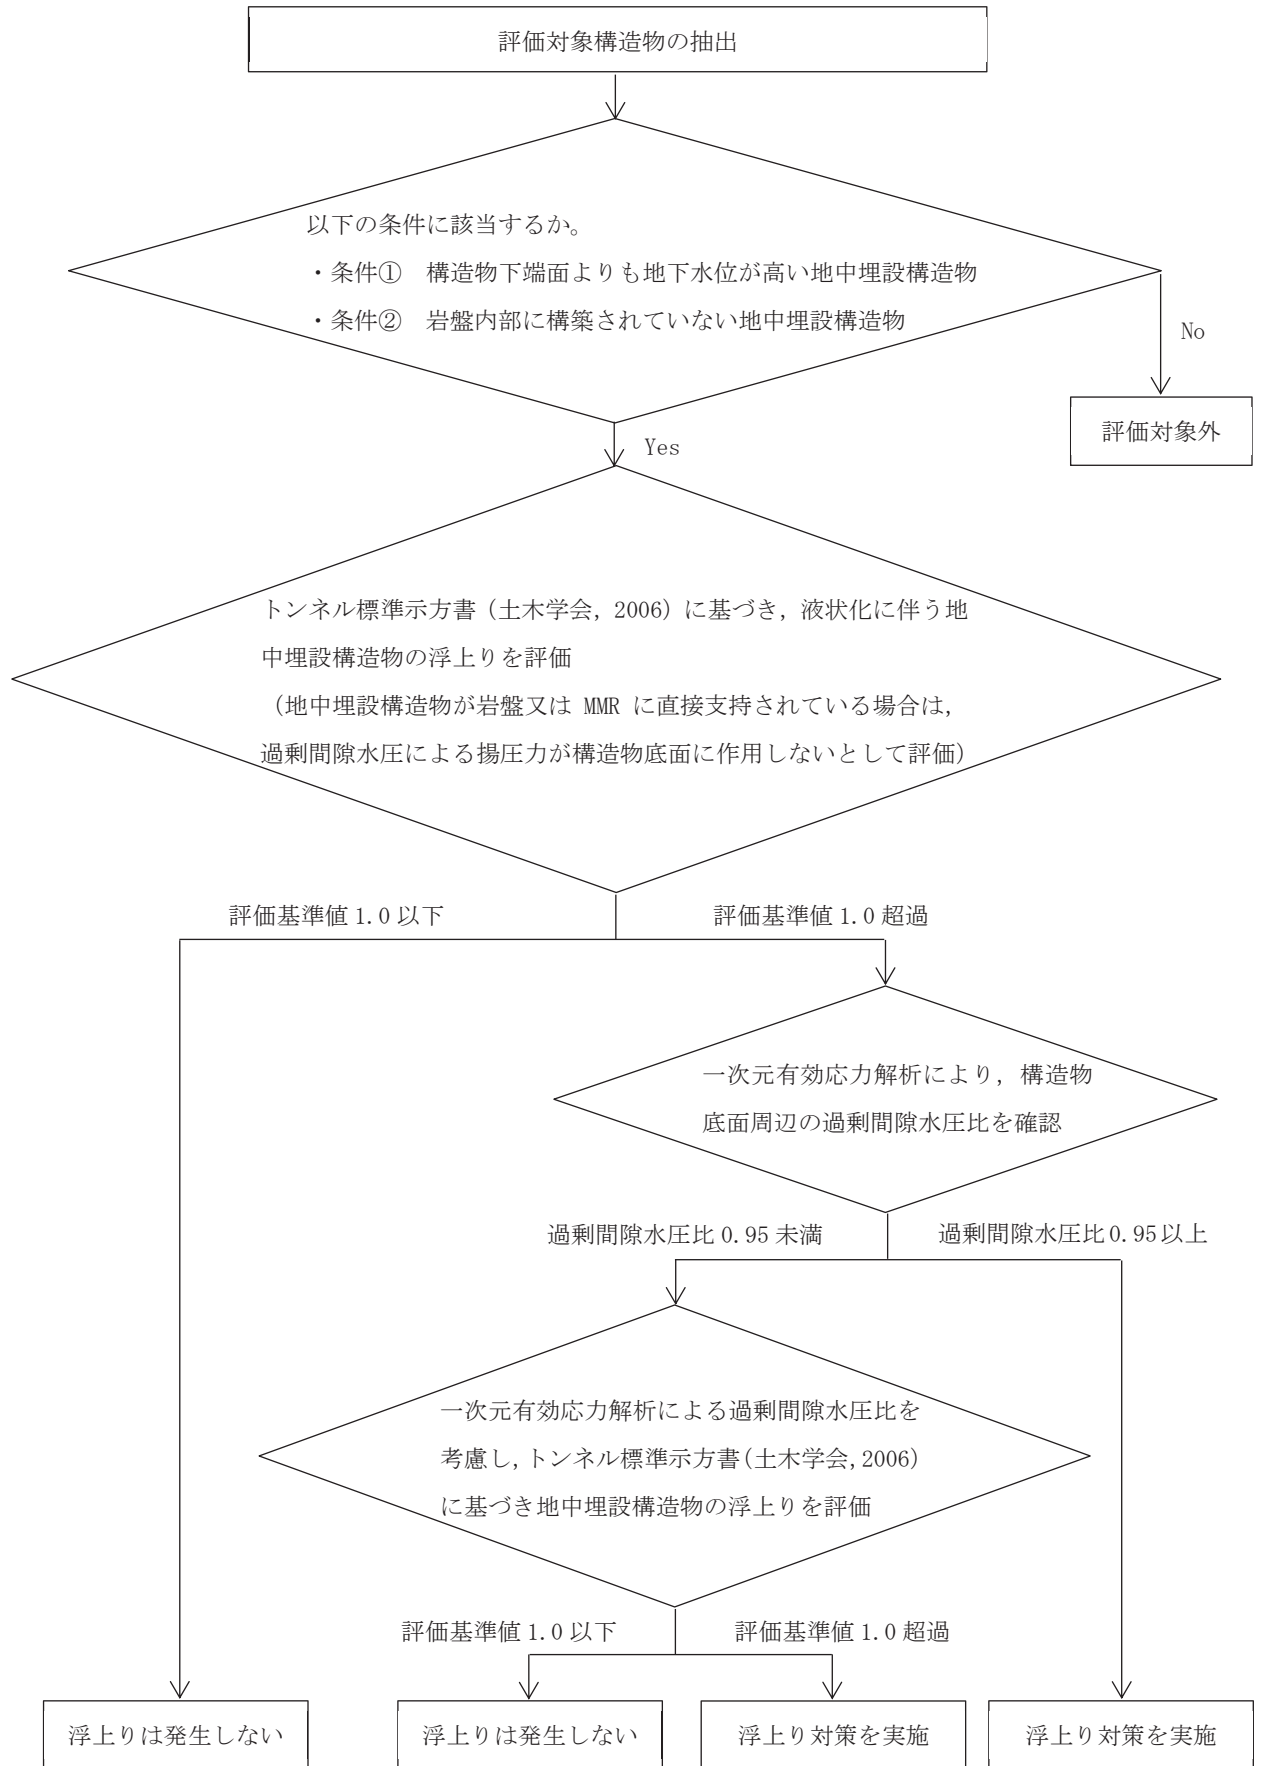 評価対象構造物の抽出
以下の条件に該当するか。
・条件① 構造物下端面よりも地下水位が高い地中埋設構造物
・条件② 岩盤内部に構築されていない地中埋設構造物
No
評価対象外
Yes
トンネル標準示方書（土木学会, 2006）に基づき, 液状化に伴う地
中埋設構造物の浮上りを評価
（地中埋設構造物が岩盤又は MMR に直接支持されている場合は,
過剰間隙水圧による揚圧力が構造物底面に作用しないとして評価）
評価基準値 1.0 以下
評価基準値 1.0 超過
一次元有効応力解析により, 構造物
底面周辺の過剰間隙水圧比を確認
過剰間隙水圧比 0.95 未満
過剰間隙水圧比 0.95 以上
一次元有効応力解析による過剰間隙水圧比を
考慮し, トンネル標準示方書（土木学会, 2006）
に基づき地中埋設構造物の浮上りを評価
評価基準値 1.0 以下
評価基準値 1.0 超過
浮上りは発生しない
浮上りは発生しない
浮上り対策を実施
浮上り対策を実施